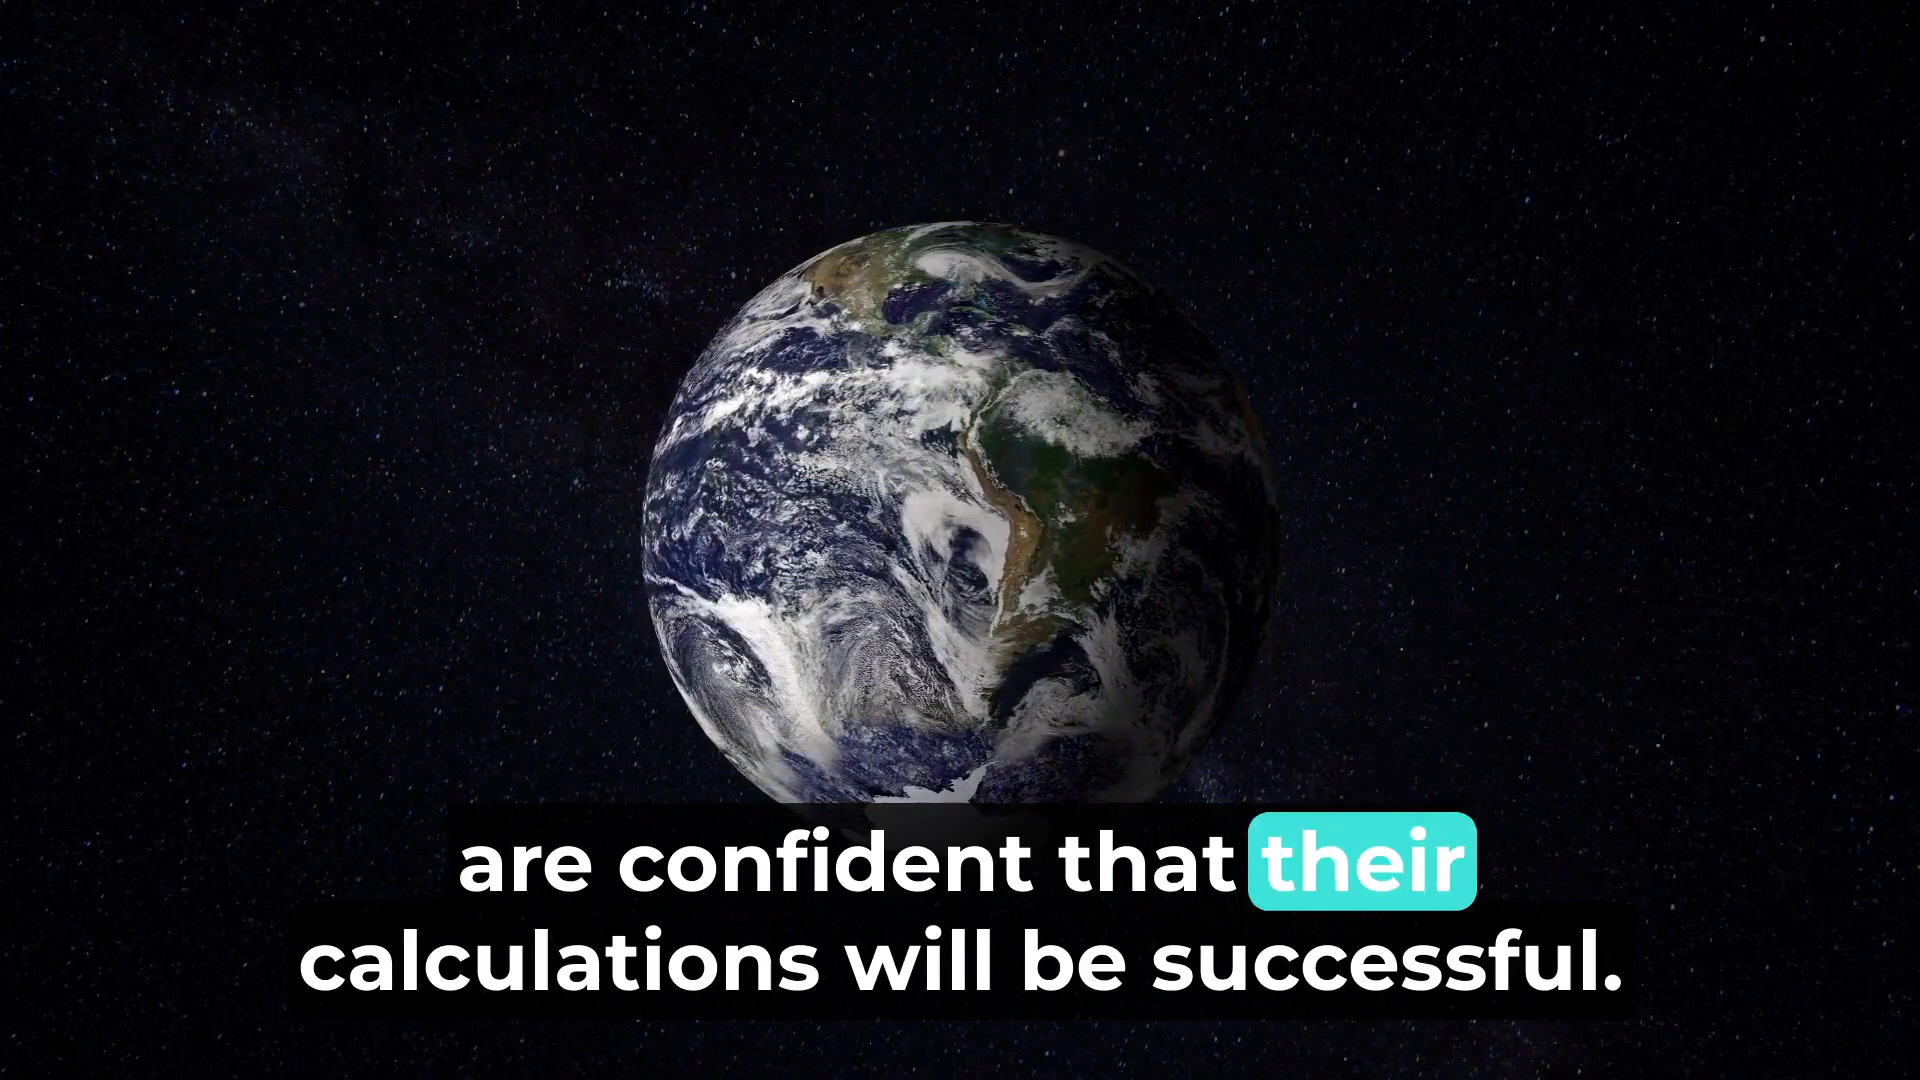 are confident that their
calculations will be successful.